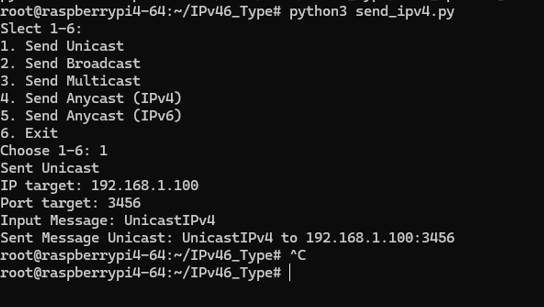 root@raspberrypi4-64:~/IPv46_Type# python3 send_ipv4.py
Slect 1-6:
1. Send Unicast
2. Send Broadcast
3. Send Multicast
4. Send Anycast (IPv4)
5. Send Anycast (IPv6)
6. Exit
Choose 1-6: 1
Sent Unicast
IP target: 192.168.1.100
Port target: 3456
Input Message: UnicastIPv4
Sent Message Unicast: UnicastIPv4 to 192.168.1.100:3456
root@raspberrypi4-64:~/IPv46_Type# ^C
root@raspberrypi4-64:~/IPv46_Type#